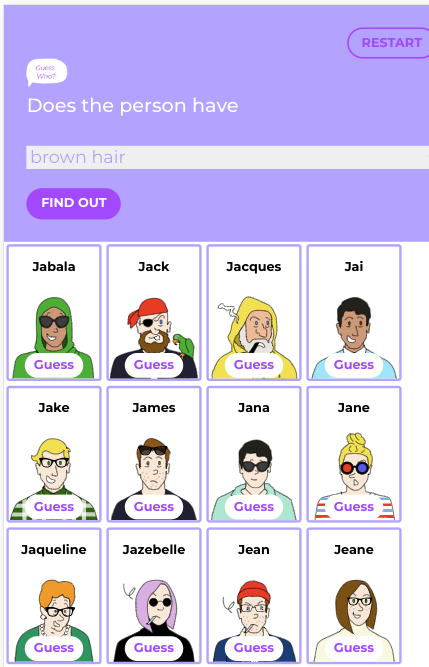 RESTART
Guess
Who?
Does the person have
brown hair
FIND OUT
Jabala
Jack
Jacques
Jai
Guess
Guess
Guess
Guess
Jake
James
Jana
Jane
Guess
Guess
Guess
Guess
Jaqueline
Jazebelle
Jean
Jeane
Guess
Guess
Guess
Guess